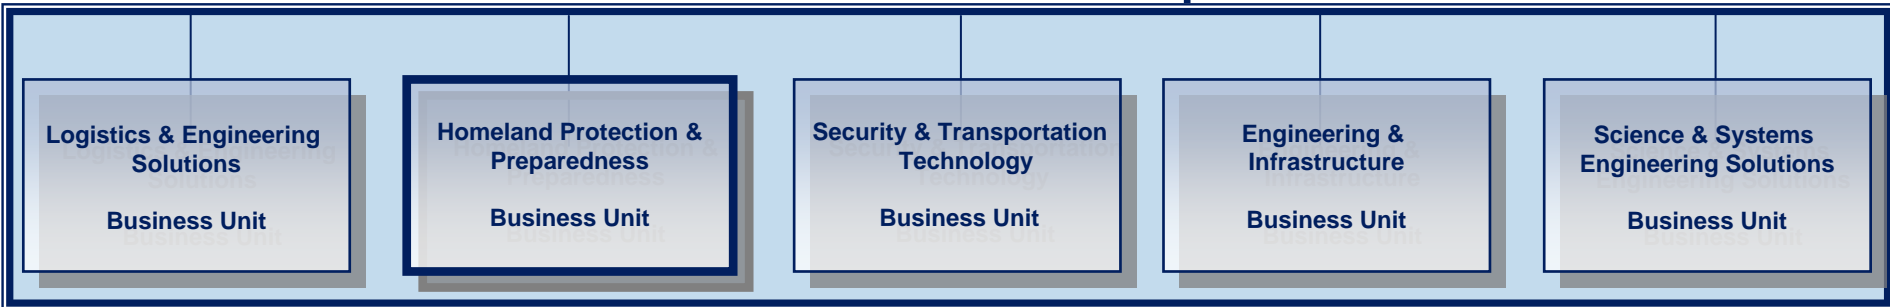 Logistics & Engineering
Solutions
Business Unit
Homeland Protection &
Preparedness
Business Unit
Security & Transportation
Technology
Business Unit
Engineering &
Infrastructure
Business Unit
Science & Systems
Engineering Solutions
Business Unit